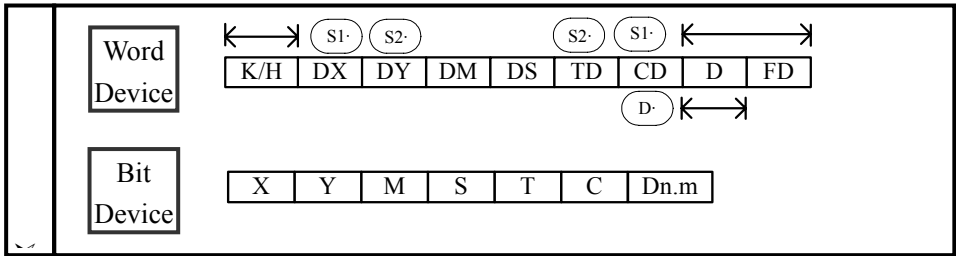 Word
Device
S1· S2· S2· S1·
K/H DX DY DM DS TD CD D FD
D·
Bit
Device
X Y M S T C Dn.m